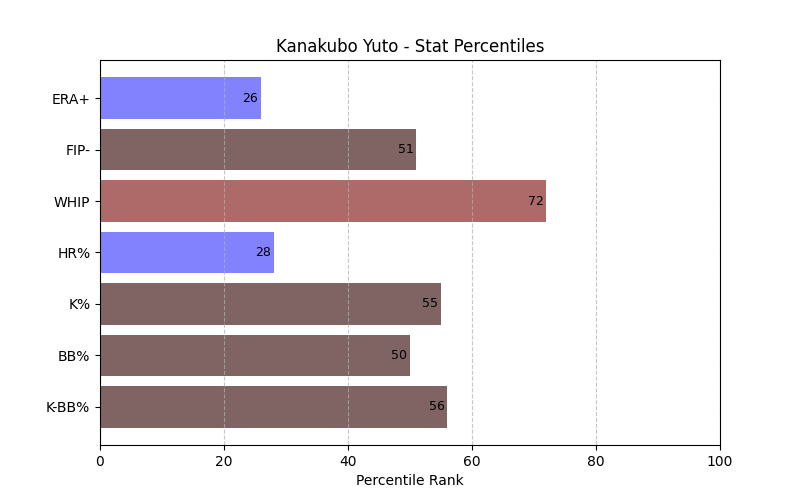 Kanakubo Yuto - Stat Percentiles
ERA+ 26
FIP- 51
WHIP 72
HR% 28
K% 55
BB% 50
K-BB% 56
0 20 40 60 80 100
Percentile Rank